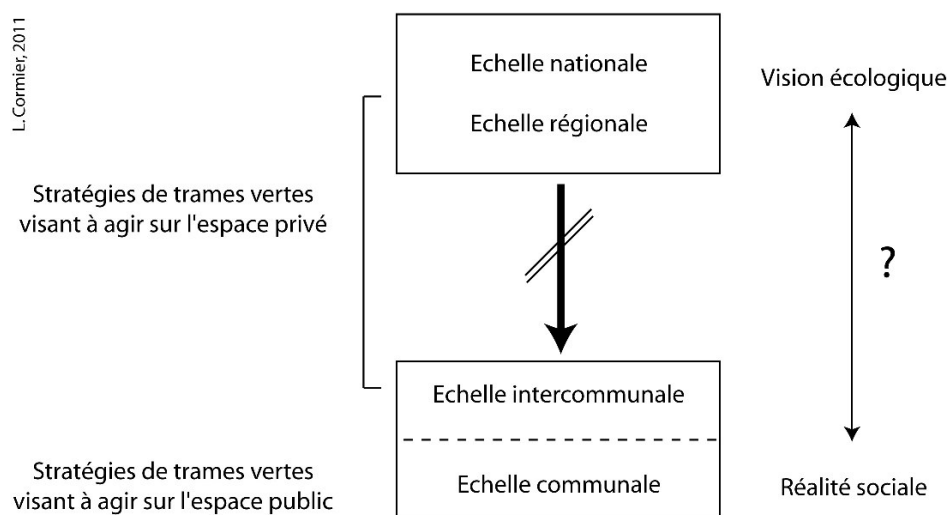 L.Cormier, 2011
Echelle nationale
Echelle régionale
Vision écologique
Stratégies de trames vertes
visant à agir sur l'espace privé
?
Echelle intercommunale
Stratégies de trames vertes
visant à agir sur l'espace public
Echelle communale
Réalité sociale